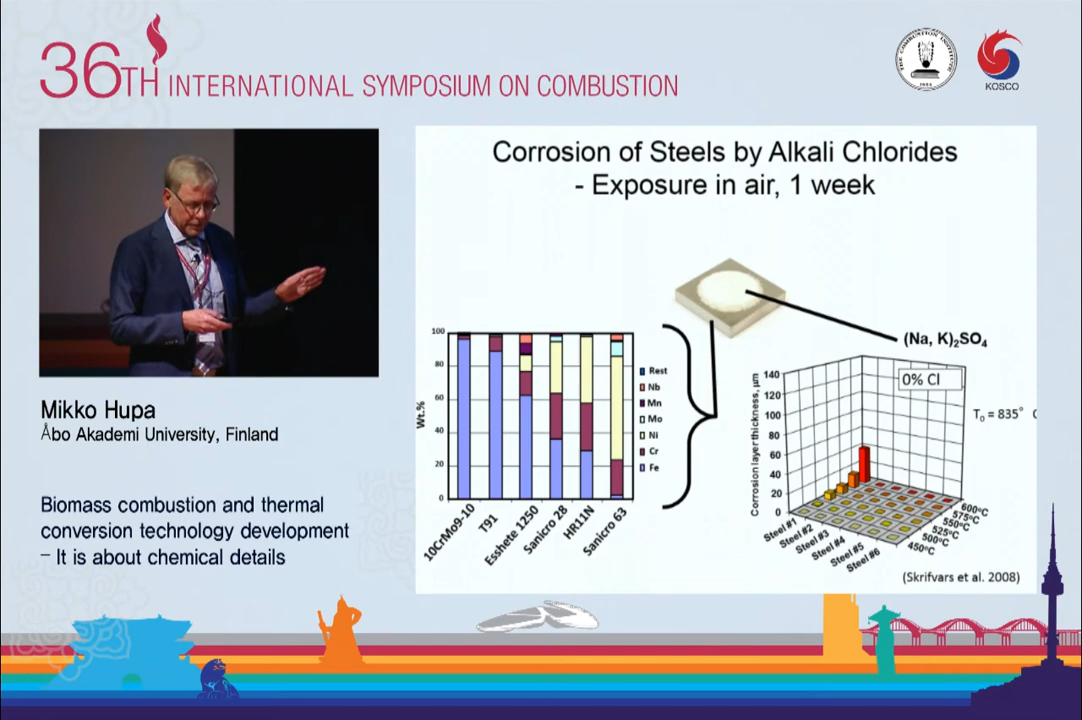 36TH INTERNATIONAL SYMPOSIUM ON COMBUSTION
THE COMBUSTION INSTITUTE
KOSCO
Mikko Hupa
Åbo Akademi University, Finland
Biomass combustion and thermal
conversion technology development
– It is about chemical details
Corrosion of Steels by Alkali Chlorides
- Exposure in air, 1 week
(Na, K)₂SO₄
Wt.%
100
80
60
40
20
0
10CrMo9-10
T91
Esshete 1250
Sanicro 28
HR11N
Sanicro 63
Rest
Nb
Mn
Mo
Ni
Cr
Fe
Corrosion layer thickness, µm
140
120
100
80
60
40
20
0
0% Cl
T₀ = 835° C
Steel #1
Steel #2
Steel #3
Steel #4
Steel #5
Steel #6
600°C
575°C
550°C
525°C
500°C
450°C
(Skrifvars et al. 2008)